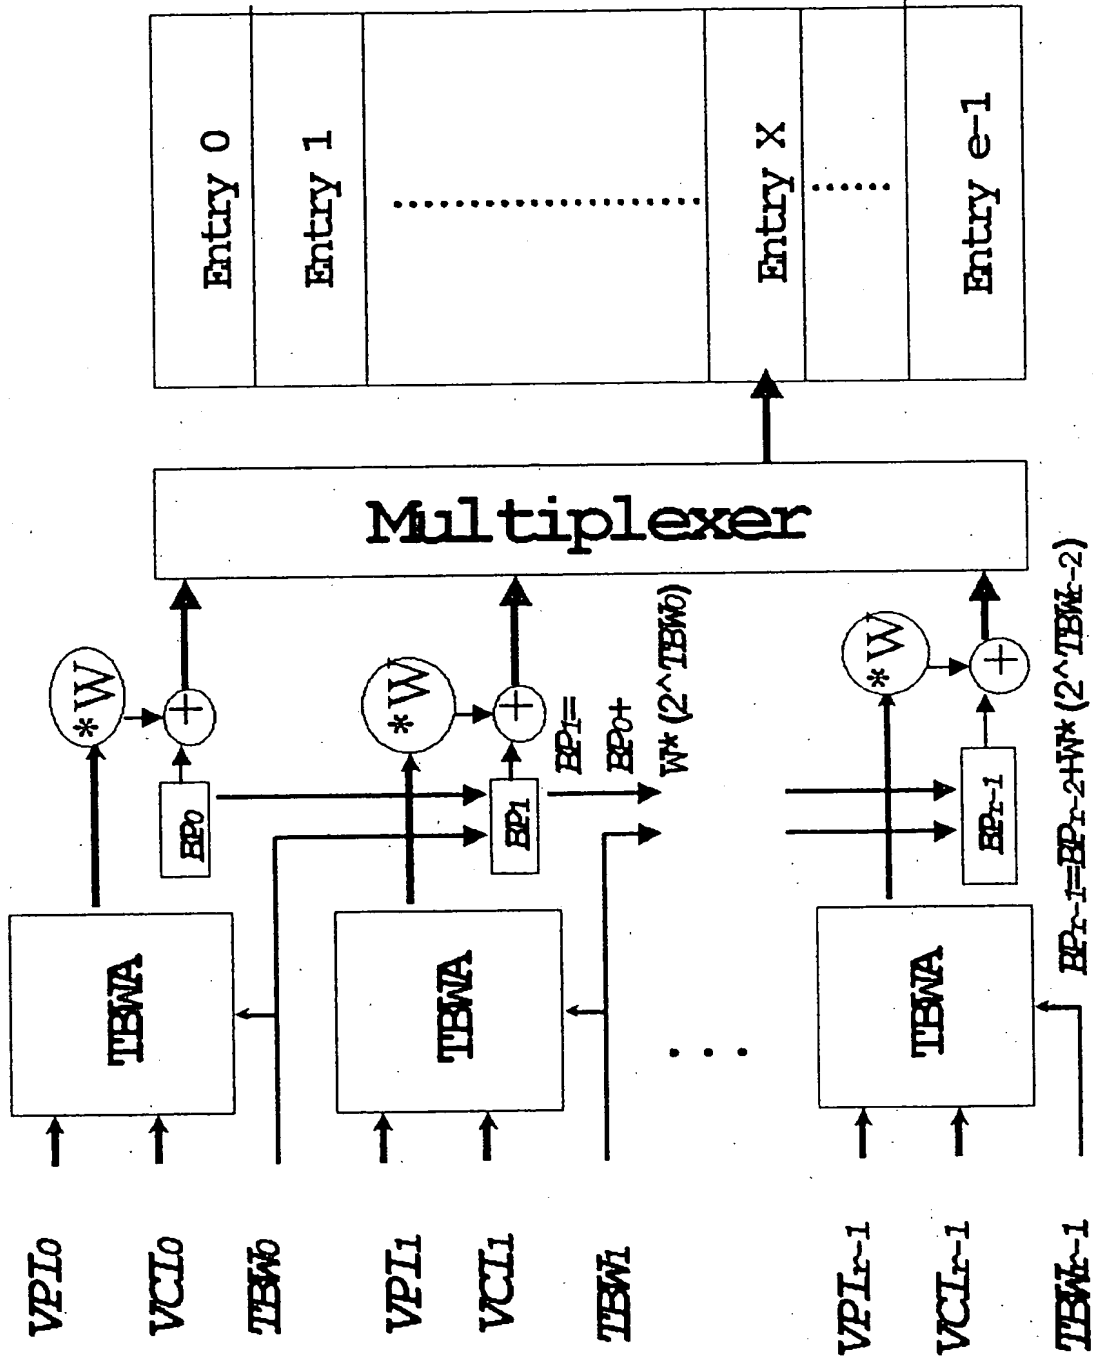 VPI0
VCI0
TBW0
TBWA
BP0
*W
+
VPI1
VCI1
TBW1
TBWA
BP1
*W
+
BP1=
BP0+
W*(2^TBW0)
. . .
VPIr-1
VCIr-1
TBWr-1
TBWA
BPr-1
*W
+
BPr-1=BPr-2+W*(2^TBWr-2)
Multiplexer
Entry 0
Entry 1
Entry X
Entry e-1